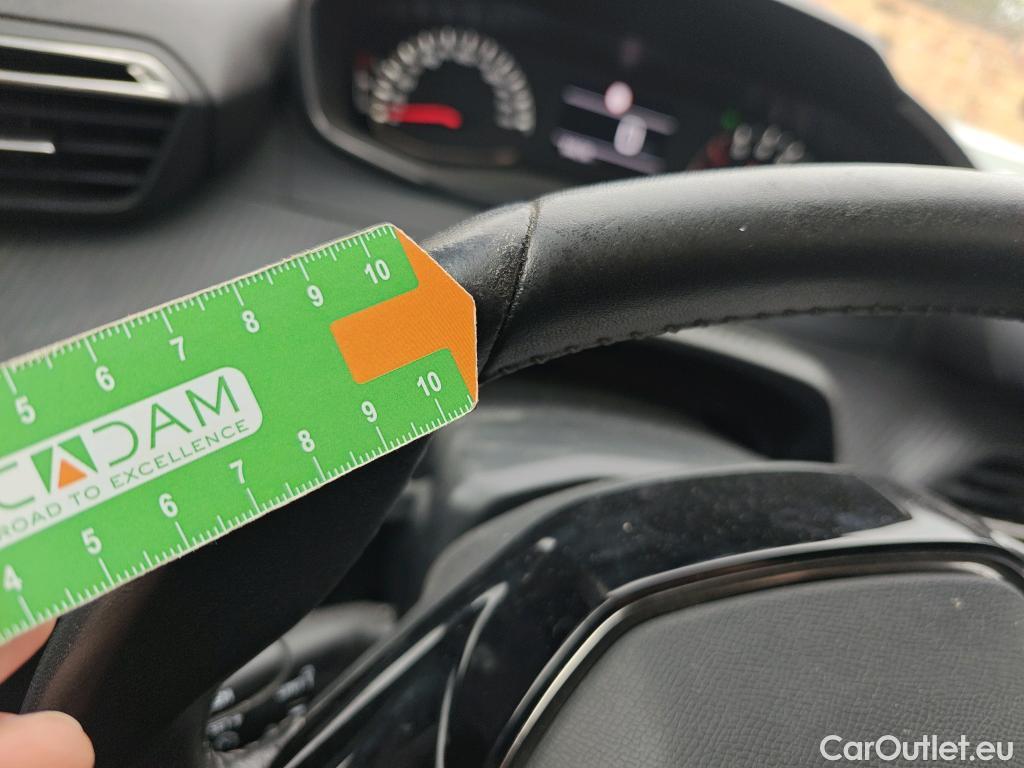 5 6 7 8 9 10
CADAM
ROAD TO EXCELLENCE
4 5 6 7 8 9 10
0
CarOutlet.eu